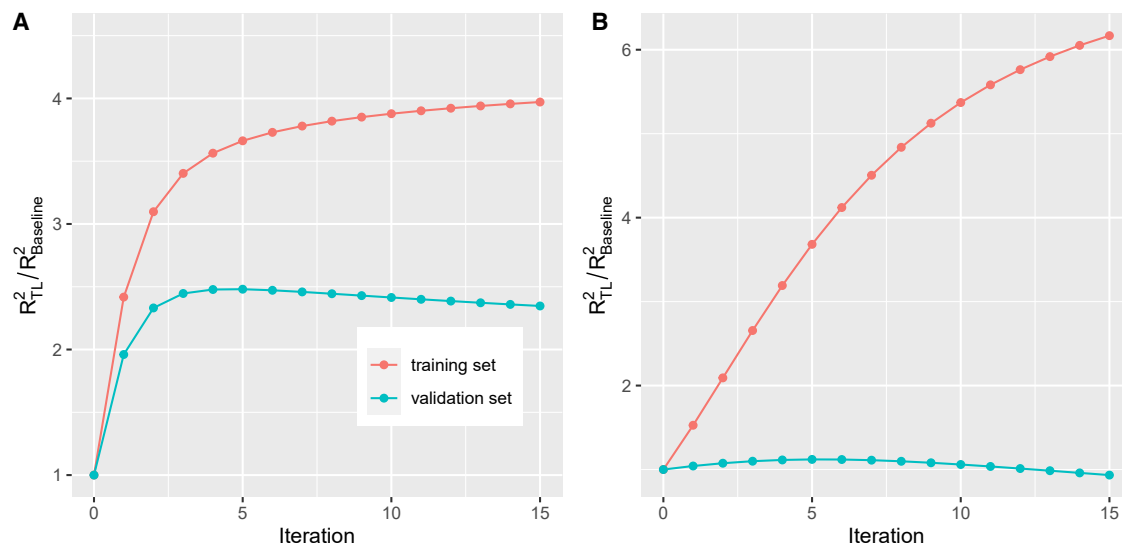 A
R²TL / R²Baseline
4
3
2
1
0
5
10
15
Iteration
training set
validation set
B
R²TL / R²Baseline
6
4
2
0
5
10
15
Iteration